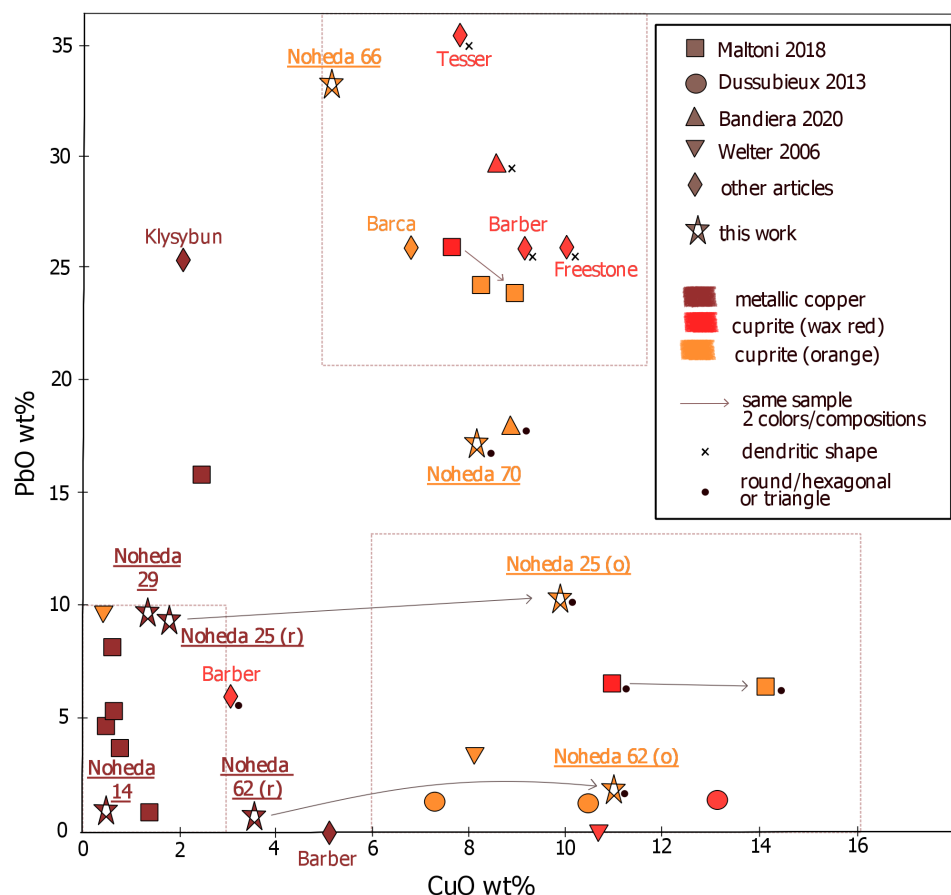 35
30
25
20
15
10
5
0
PbO wt%
0
2
4
6
8
10
12
14
16
CuO wt%
Noheda 66
Tesser
Klysybun
Barca
Barber
Freestone
Noheda 70
Noheda
29
Noheda 25 (r)
Noheda 25 (o)
Barber
Noheda
14
Noheda
62 (r)
Noheda 62 (o)
Barber
Maltoni 2018
Dussubieux 2013
Bandiera 2020
Welter 2006
other articles
this work
metallic copper
cuprite (wax red)
cuprite (orange)
same sample
2 colors/compositions
dendritic shape
round/hexagonal
or triangle